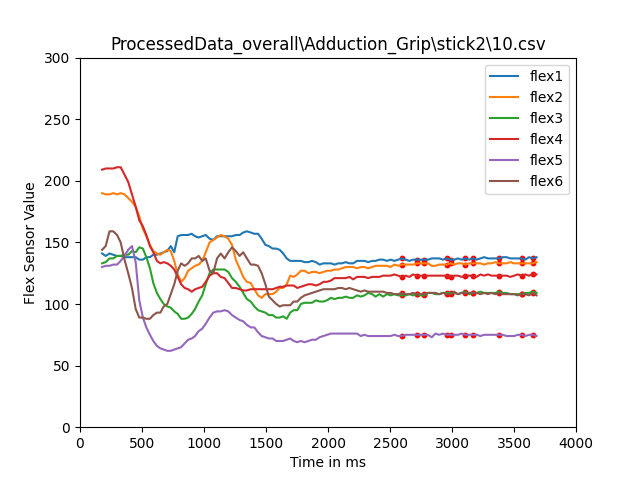 ProcessedData_overall\Adduction_Grip\stick2\10.csv
300
250
200
150
100
50
0
Flex Sensor Value
flex1
flex2
flex3
flex4
flex5
flex6
0 500 1000 1500 2000 2500 3000 3500 4000
Time in ms